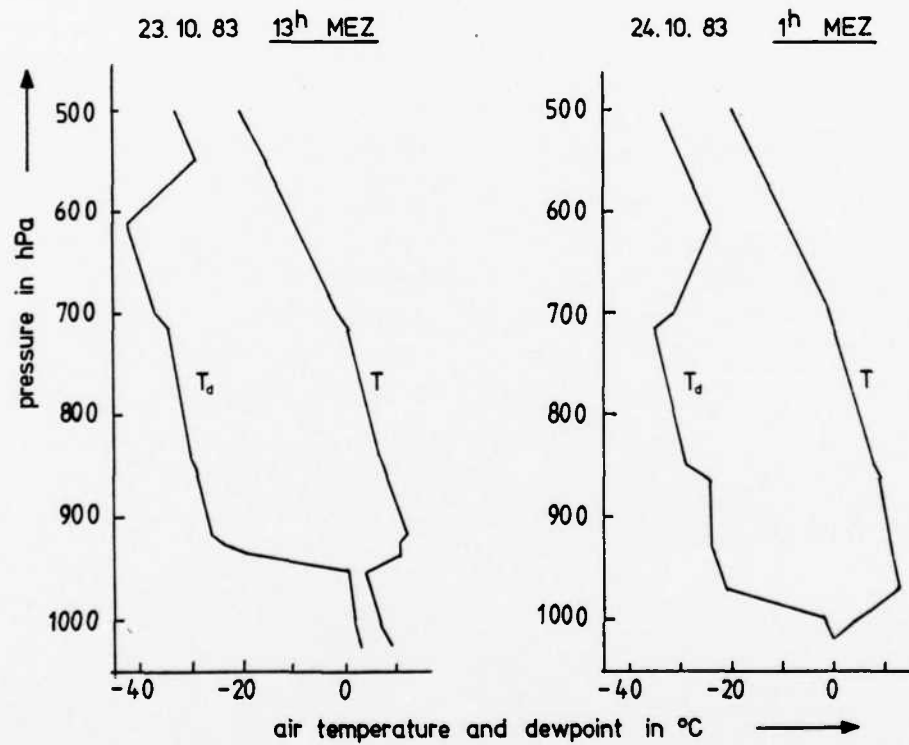 23.10.83 13h MEZ
24.10.83 1h MEZ
pressure in hPa
500
600
700
800
900
1000
Td
T
-40
-20
0
500
600
700
800
900
1000
Td
T
-40
-20
0
air temperature and dewpoint in °C